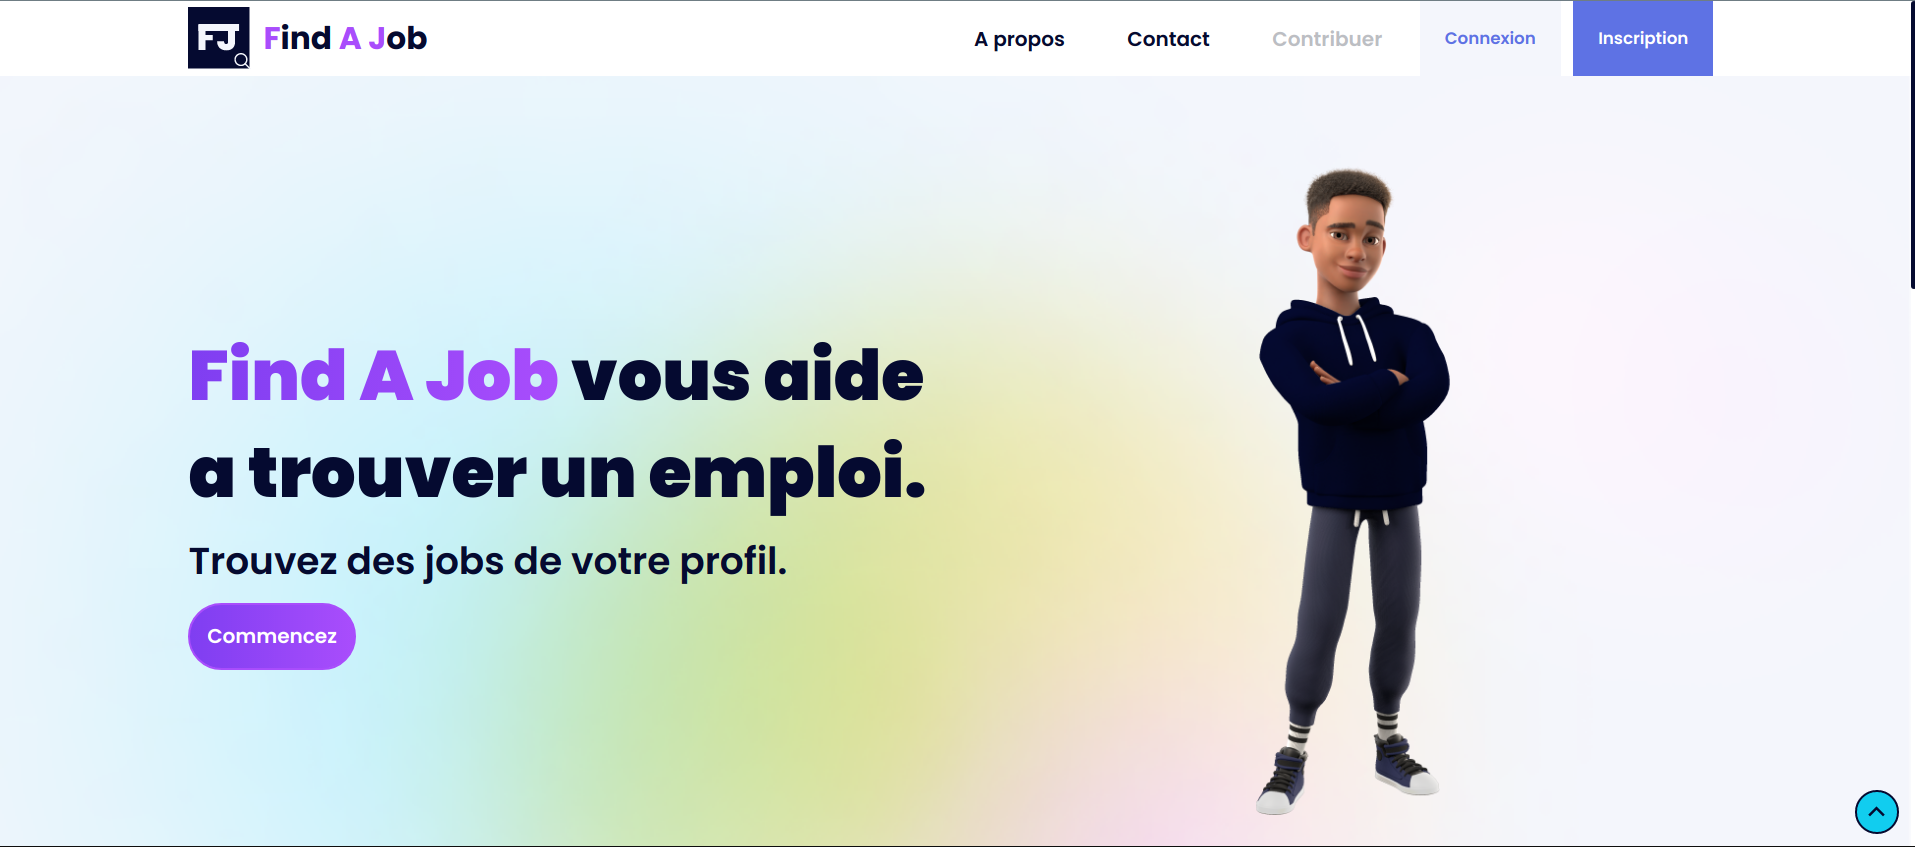 FJ Find A Job
A propos Contact Contribuer Connexion Inscription
Find A Job vous aide
a trouver un emploi.
Trouvez des jobs de votre profil.
Commencez